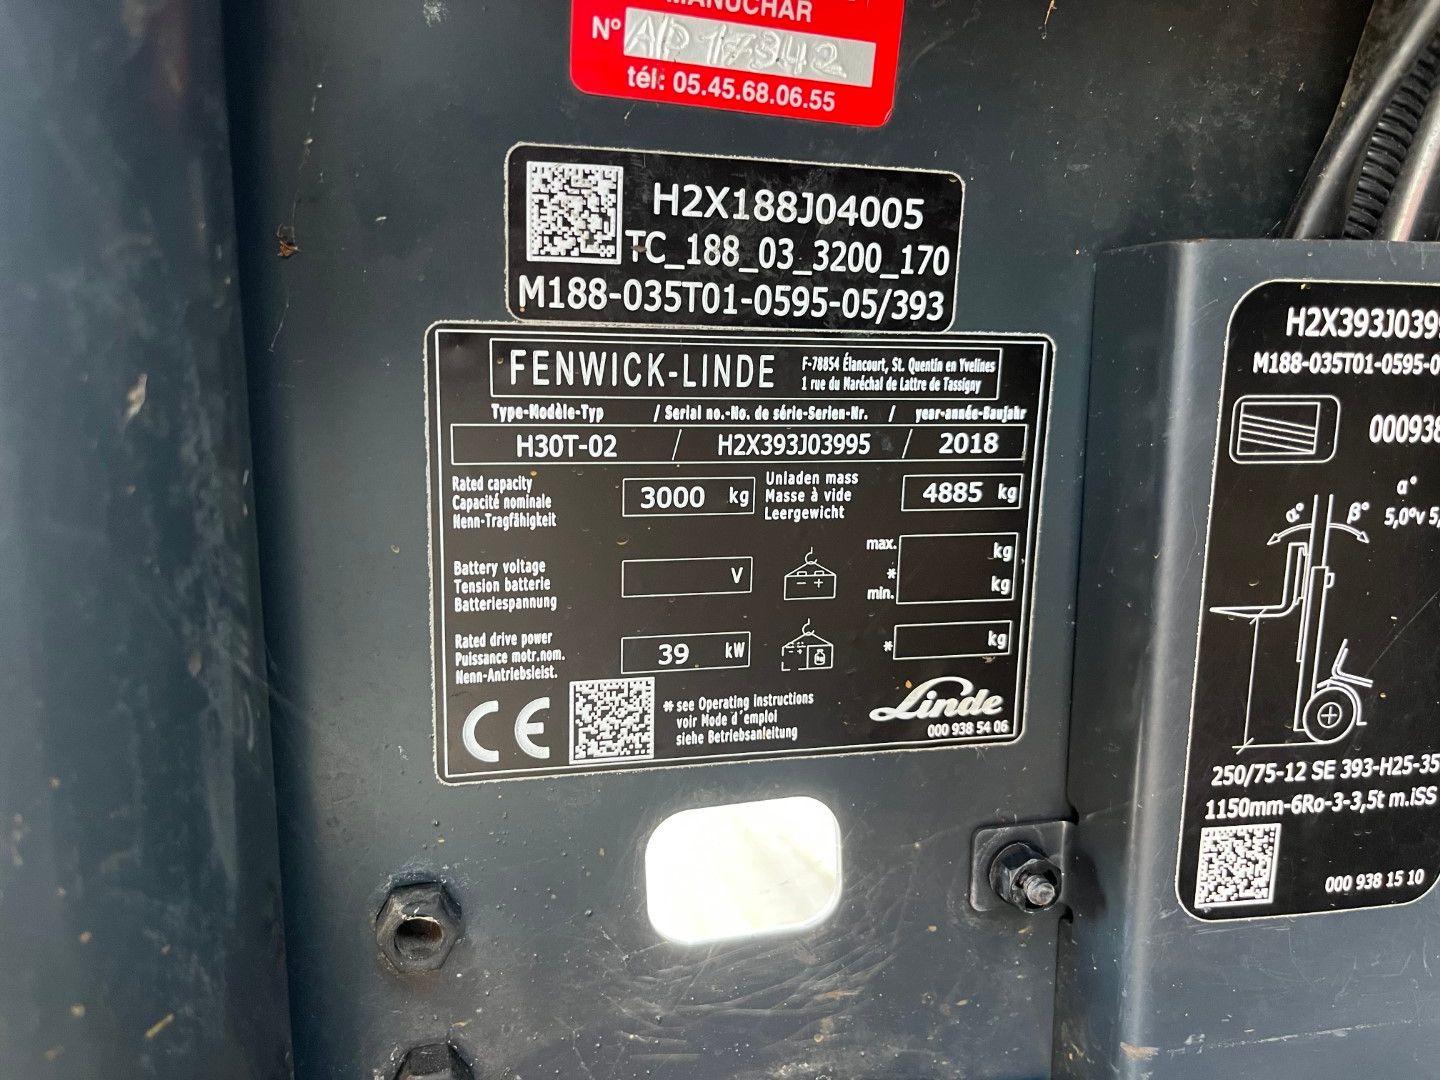 MANUCHAR
N° AP 17342
tél: 05.45.68.06.55
H2X188J04005
TC_188_03_3200_170
M188-035T01-0595-05/393
FENWICK-LINDE
F-78854 Élancourt, St. Quentin en Yvelines
1 rue du Maréchal de Lattre de Tassigny
Type-Modèle-Typ / Serial no.-No. de série-Serien-Nr. / year-année-Baujahr
H30T-02 / H2X393J03995 / 2018
Rated capacity
Capacité nominale
Nenn-Tragfähigkeit
3000 kg
Unladen mass
Masse à vide
Leergewicht
4885 kg
Battery voltage
Tension batterie
Batteriespannung
V
max. kg
*
min. kg
Rated drive power
Puissance motr.nom.
Nenn-Antriebsleist.
39 kW
* kg
CE
* see Operating instructions
voir Mode d'emploi
siehe Betriebsanleitung
Linde
000 938 54 06
H2X393J039
M188-035T01-0595-0
000938
α°
α° β° 5,0°v 5,
250/75-12 SE 393-H25-35
1150mm-6Ro-3-3,5t m.iSS
000 938 15 10